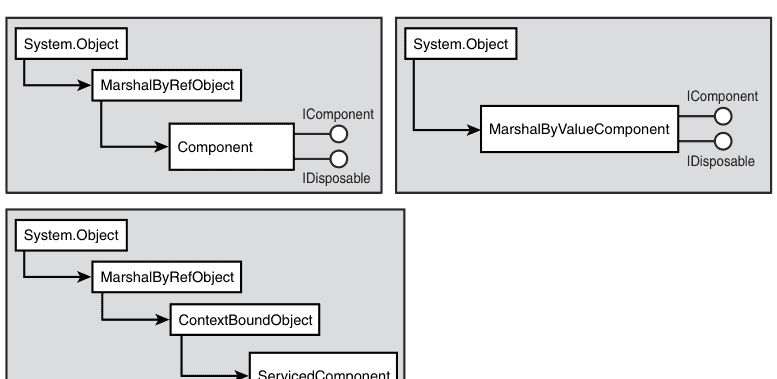 System.Object
MarshalByRefObject
IComponent
Component
IDisposable
System.Object
IComponent
MarshalByValueComponent
IDisposable
System.Object
MarshalByRefObject
ContextBoundObject
ServicedComponent